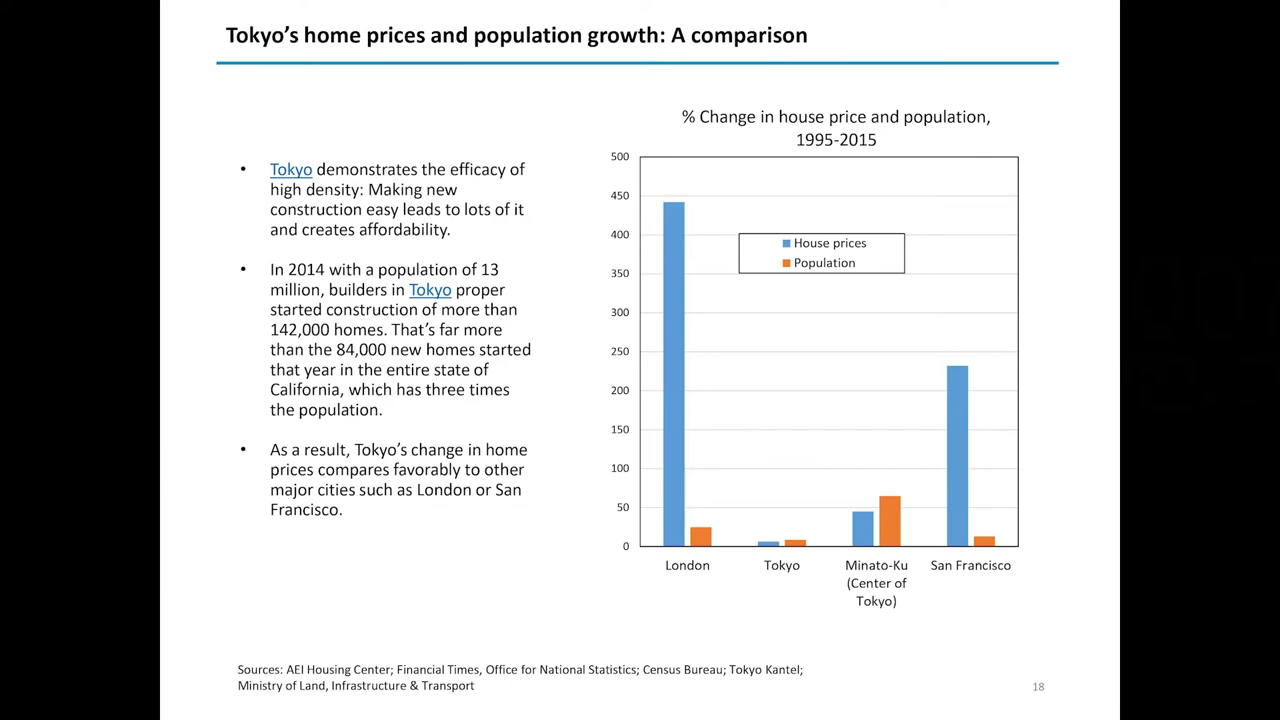 Tokyo’s home prices and population growth: A comparison
• Tokyo demonstrates the efficacy of
high density: Making new
construction easy leads to lots of it
and creates affordability.
• In 2014 with a population of 13
million, builders in Tokyo proper
started construction of more than
142,000 homes. That’s far more
than the 84,000 new homes started
that year in the entire state of
California, which has three times
the population.
• As a result, Tokyo’s change in home
prices compares favorably to other
major cities such as London or San
Francisco.
% Change in house price and population,
1995-2015
500
450
400
350
300
250
200
150
100
50
0
House prices
Population
London
Tokyo
Minato-Ku
(Center of
Tokyo)
San Francisco
Sources: AEI Housing Center; Financial Times, Office for National Statistics; Census Bureau; Tokyo Kantel;
Ministry of Land, Infrastructure & Transport
18